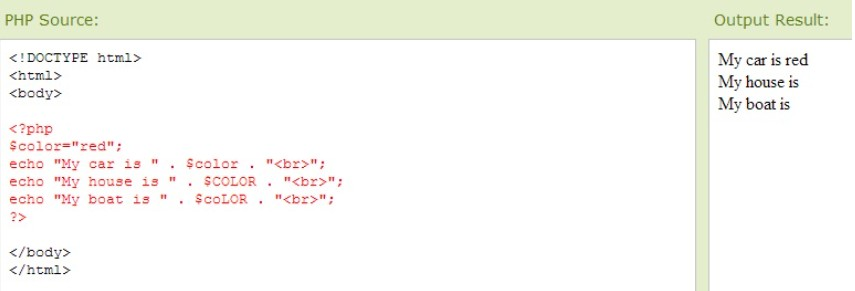 PHP Source:
<!DOCTYPE html>
<html>
<body>
<?php
$color="red";
echo "My car is " . $color . "<br>";
echo "My house is " . $COLOR . "<br>";
echo "My boat is " . $coLOR . "<br>";
?>
</body>
</html>
Output Result:
My car is red
My house is
My boat is